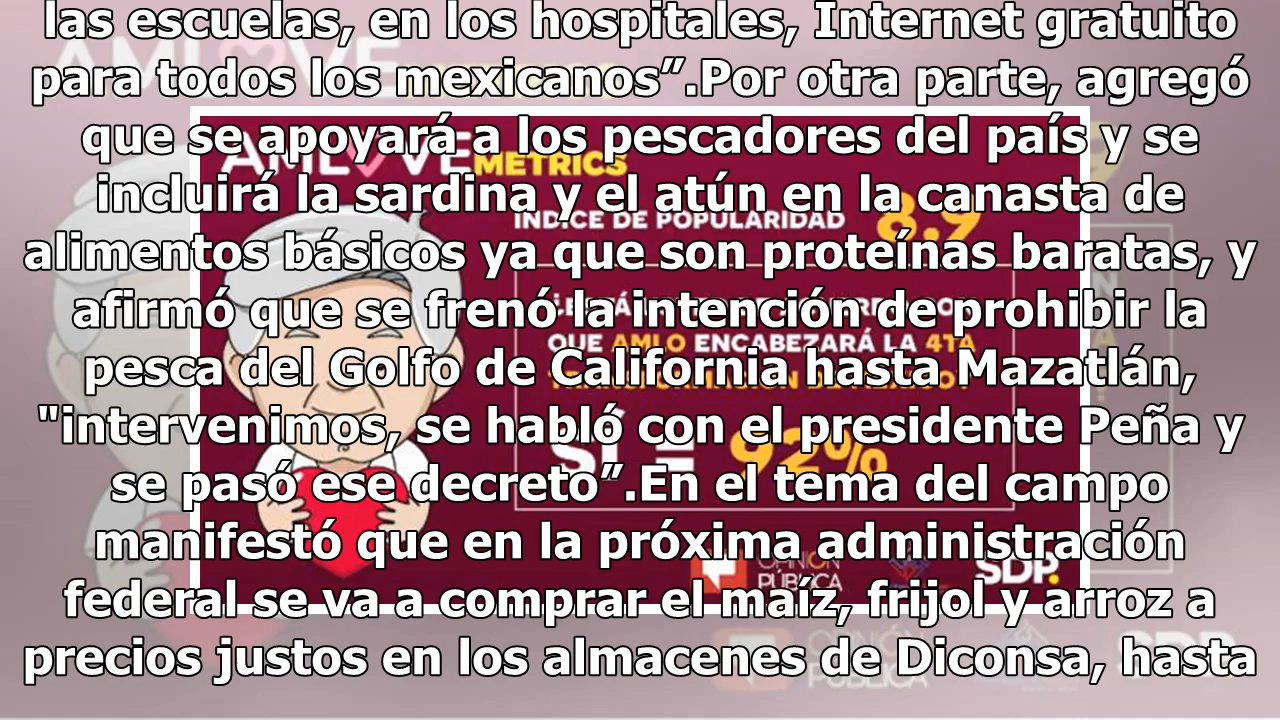 las escuelas, en los hospitales, Internet gratuito
para todos los mexicanos”.Por otra parte, agregó
que se apoyará a los pescadores del país y se
incluirá la sardina y el atún en la canasta de
alimentos básicos ya que son proteínas baratas, y
afirmó que se frenó la intención de prohibir la
pesca del Golfo de California hasta Mazatlán,
"intervenimos, se habló con el presidente Peña y
se pasó ese decreto”.En el tema del campo
manifestó que en la próxima administración
federal se va a comprar el maíz, frijol y arroz a
precios justos en los almacenes de Diconsa, hasta
AMLOVE METRICS
ÍNDICE DE POPULARIDAD 8.9
QUE AMLO ENCABEZARÁ LA 4TA
SÍ = 92%
OPINIÓN
PÚBLICA
SDP.